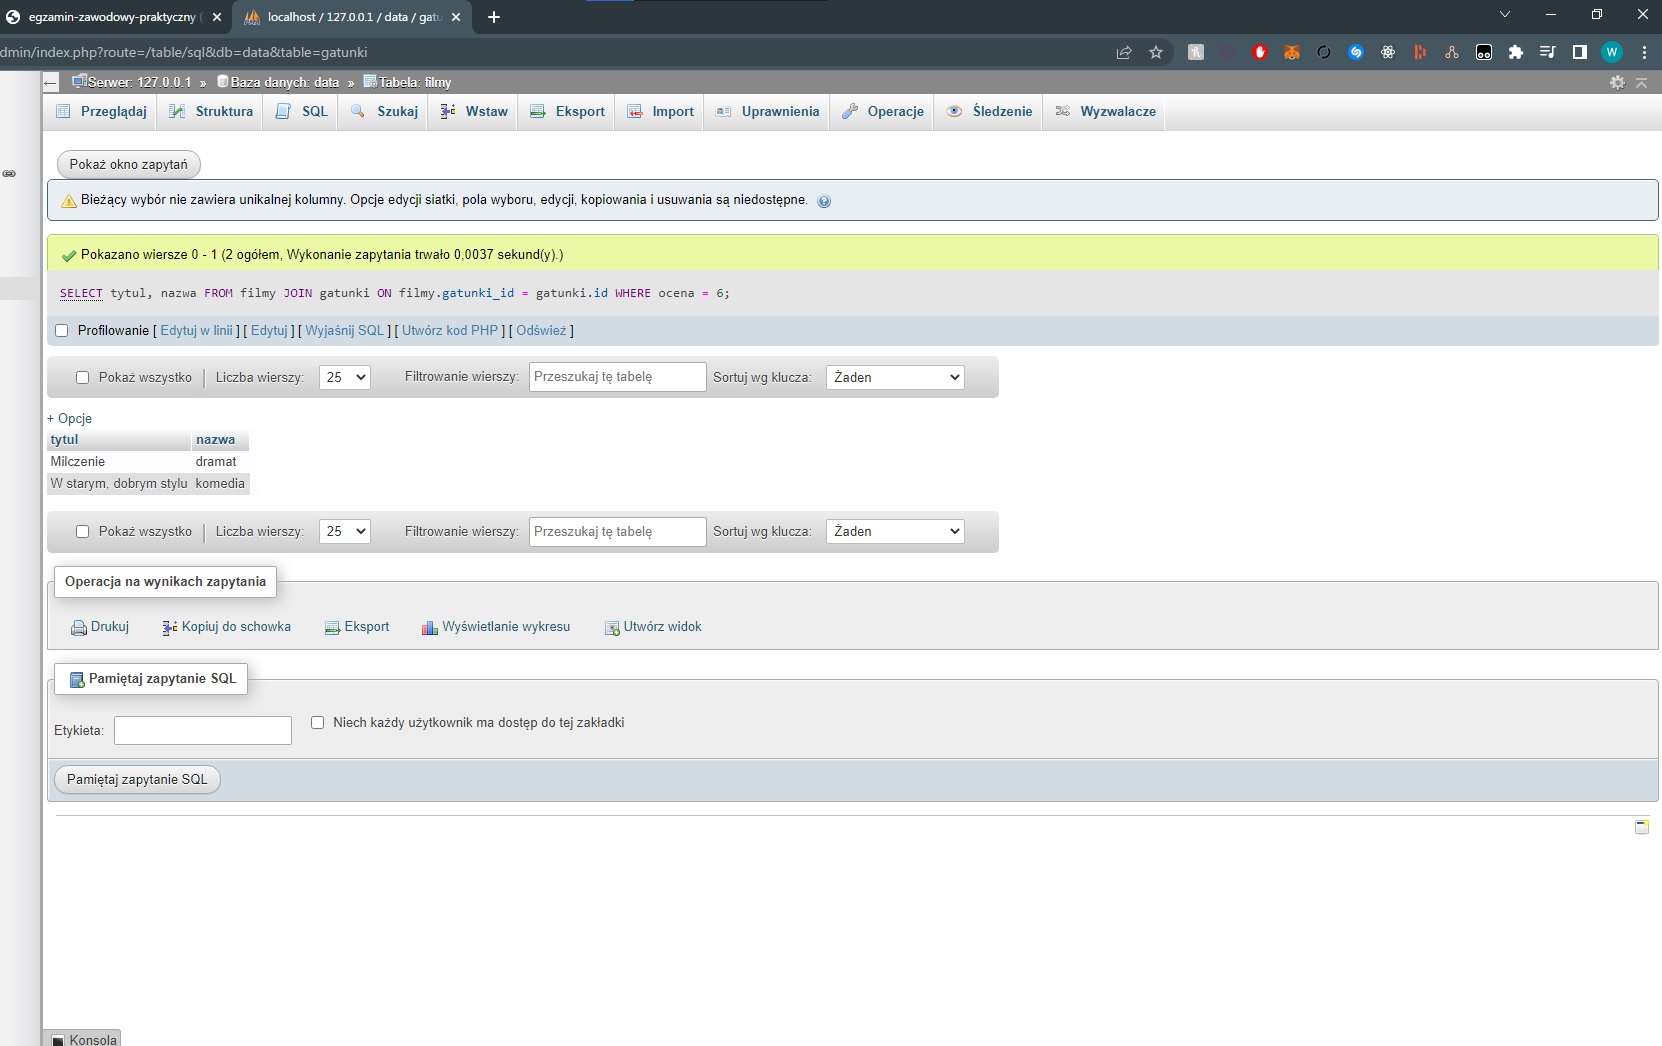 egzamin-zawodowy-praktyczny (
localhost / 127.0.0.1 / data / gatu
dmin/index.php?route=/table/sql&db=data&table=gatunki
W
Serwer: 127.0.0.1 » Baza danych: data » Tabela: filmy
Przeglądaj Struktura SQL Szukaj Wstaw Eksport Import Uprawnienia Operacje Śledzenie Wyzwalacze
Pokaż okno zapytań
Bieżący wybór nie zawiera unikalnej kolumny. Opcje edycji siatki, pola wyboru, edycji, kopiowania i usuwania są niedostępne.
Pokazano wiersze 0 - 1 (2 ogółem, Wykonanie zapytania trwało 0,0037 sekund(y).)
SELECT tytul, nazwa FROM filmy JOIN gatunki ON filmy.gatunki_id = gatunki.id WHERE ocena = 6;
Profilowanie [ Edytuj w linii ] [ Edytuj ] [ Wyjaśnij SQL ] [ Utwórz kod PHP ] [ Odśwież ]
Pokaż wszystko | Liczba wierszy: 25 Filtrowanie wierszy: Przeszukaj tę tabelę Sortuj wg klucza: Żaden
+ Opcje
tytul nazwa
Milczenie dramat
W starym, dobrym stylu komedia
Pokaż wszystko | Liczba wierszy: 25 Filtrowanie wierszy: Przeszukaj tę tabelę Sortuj wg klucza: Żaden
Operacja na wynikach zapytania
Drukuj Kopiuj do schowka Eksport Wyświetlanie wykresu Utwórz widok
Pamiętaj zapytanie SQL
Etykieta: Niech każdy użytkownik ma dostęp do tej zakładki
Pamiętaj zapytanie SQL
Konsola